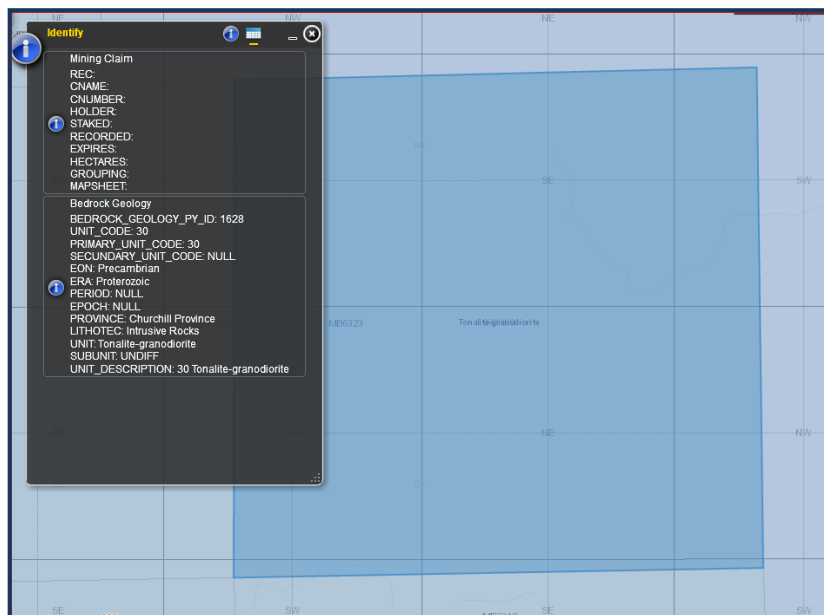 Identify
Mining Claim
REC:
CNAME:
CNUMBER:
HOLDER:
STAKED:
RECORDED:
EXPIRES:
HECTARES:
GROUPING:
MAPSHEET:
Bedrock Geology
BEDROCK_GEOLOGY_PY_ID: 1628
UNIT_CODE: 30
PRIMARY_UNIT_CODE: 30
SECUNDARY_UNIT_CODE: NULL
EON: Precambrian
ERA: Proterozoic
PERIOD: NULL
EPOCH: NULL
PROVINCE: Churchill Province
LITHOTEC: Intrusive Rocks
UNIT: Tonalite-granodiorite
SUBUNIT: UNDIFF
UNIT_DESCRIPTION: 30 Tonalite-granodiorite
NE
NW
SE
SW
MB6323
Tonalite-granodiorite
NE
NW
NE
NW
SE
SW
SE
SW